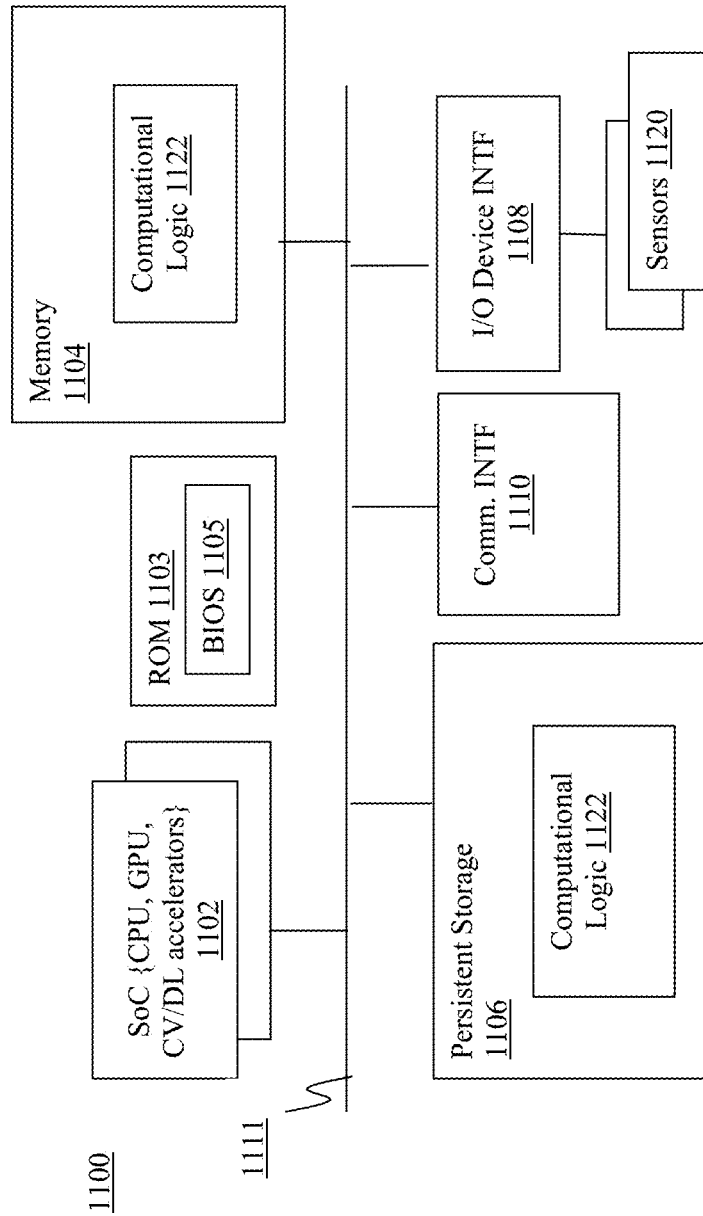 1100
1111
SoC {CPU, GPU,
CV/DL accelerators}
1102
ROM 1103
BIOS 1105
Memory
1104
Computational
Logic 1122
Persistent Storage
1106
Computational
Logic 1122
Comm. INTF
1110
I/O Device INTF
1108
Sensors 1120